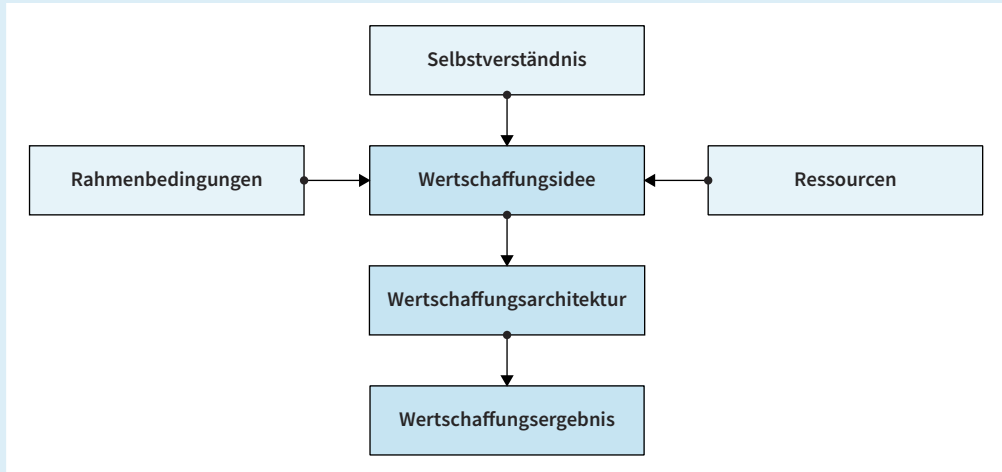 Selbstverständnis
Rahmenbedingungen
Wertschaffungsidee
Ressourcen
Wertschaffungsarchitektur
Wertschaffungsergebnis